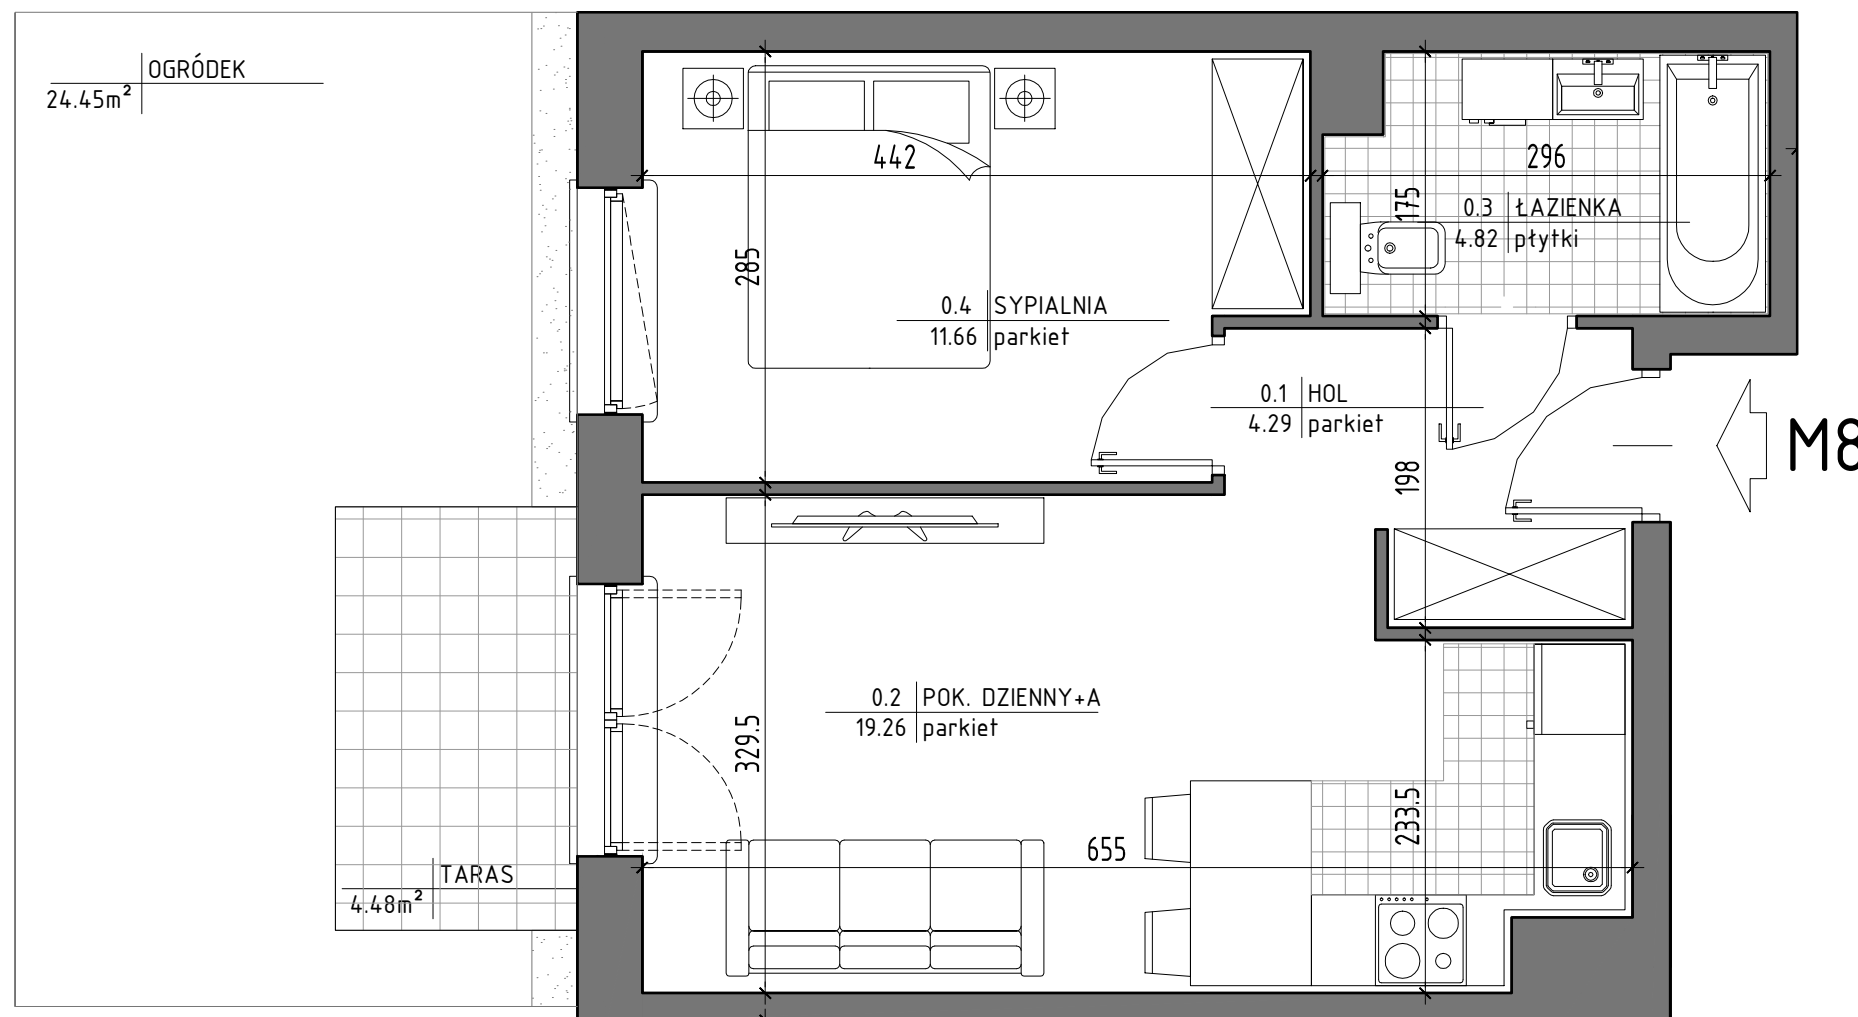 OGRÓDEK
24.45m²
442
296
175
0.3 ŁAZIENKA
4.82 płytki
285
0.4 SYPIALNIA
11.66 parkiet
0.1 HOL
4.29 parkiet
M8
198
0.2 POK. DZIENNY+A
19.26 parkiet
329.5
233.5
655
TARAS
4.48m²